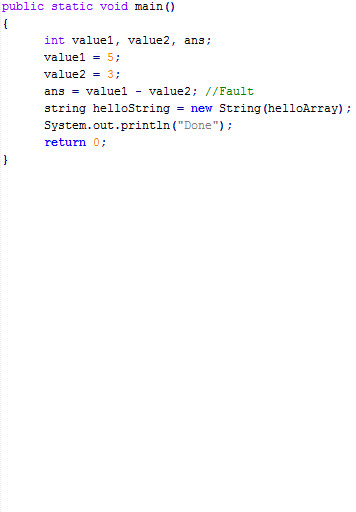 public static void main()
{
int value1, value2, ans;
value1 = 5;
value2 = 3;
ans = value1 - value2; //Fault
string helloString = new String(helloArray);
System.out.println("Done");
return 0;
}